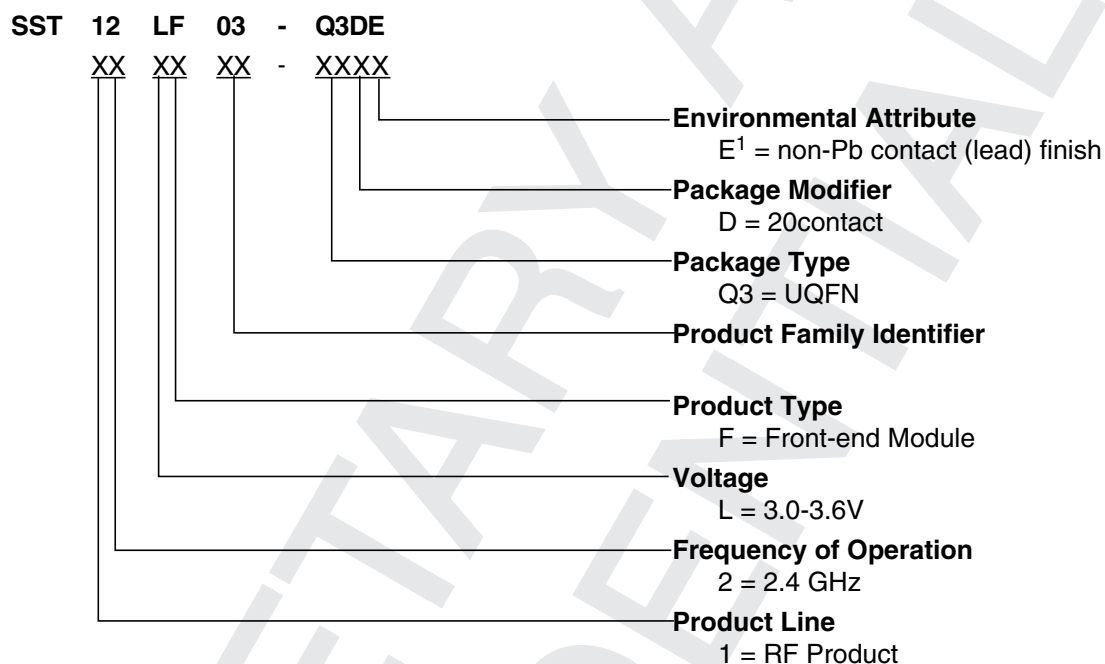 SST 12 LF 03 - Q3DE
XX XX XX - XXXX
Environmental Attribute
E1 = non-Pb contact (lead) finish
Package Modifier
D = 20contact
Package Type
Q3 = UQFN
Product Family Identifier
Product Type
F = Front-end Module
Voltage
L = 3.0-3.6V
Frequency of Operation
2 = 2.4 GHz
Product Line
1 = RF Product